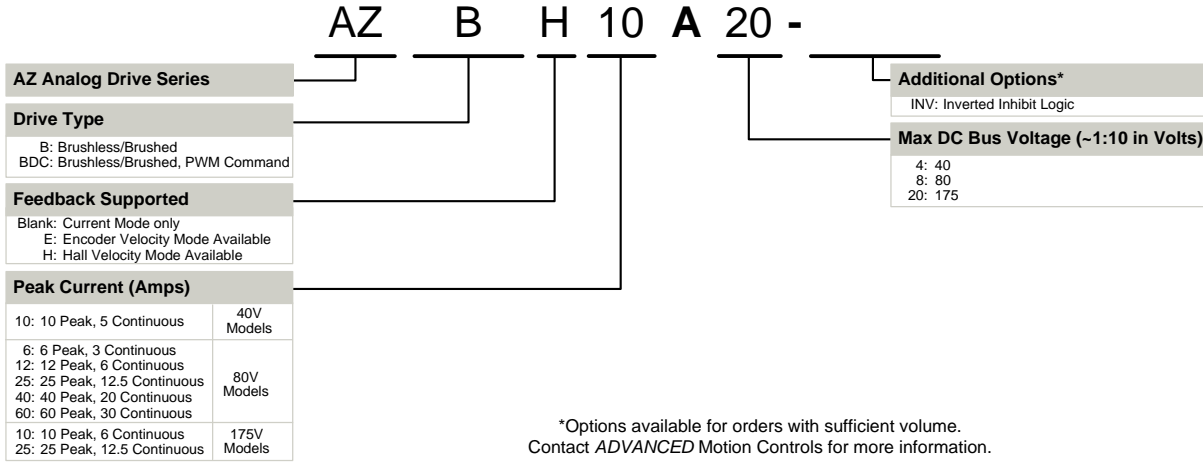 AZ B H 10 A 20 -
AZ Analog Drive Series
Drive Type
B: Brushless/Brushed
BDC: Brushless/Brushed, PWM Command
Feedback Supported
Blank: Current Mode only
E: Encoder Velocity Mode Available
H: Hall Velocity Mode Available
Peak Current (Amps)
10: 10 Peak, 5 Continuous
40V
Models
6: 6 Peak, 3 Continuous
12: 12 Peak, 6 Continuous
25: 25 Peak, 12.5 Continuous
40: 40 Peak, 20 Continuous
60: 60 Peak, 30 Continuous
80V
Models
10: 10 Peak, 6 Continuous
25: 25 Peak, 12.5 Continuous
175V
Models
Additional Options*
INV: Inverted Inhibit Logic
Max DC Bus Voltage (~1:10 in Volts)
4: 40
8: 80
20: 175
*Options available for orders with sufficient volume.
Contact ADVANCED Motion Controls for more information.